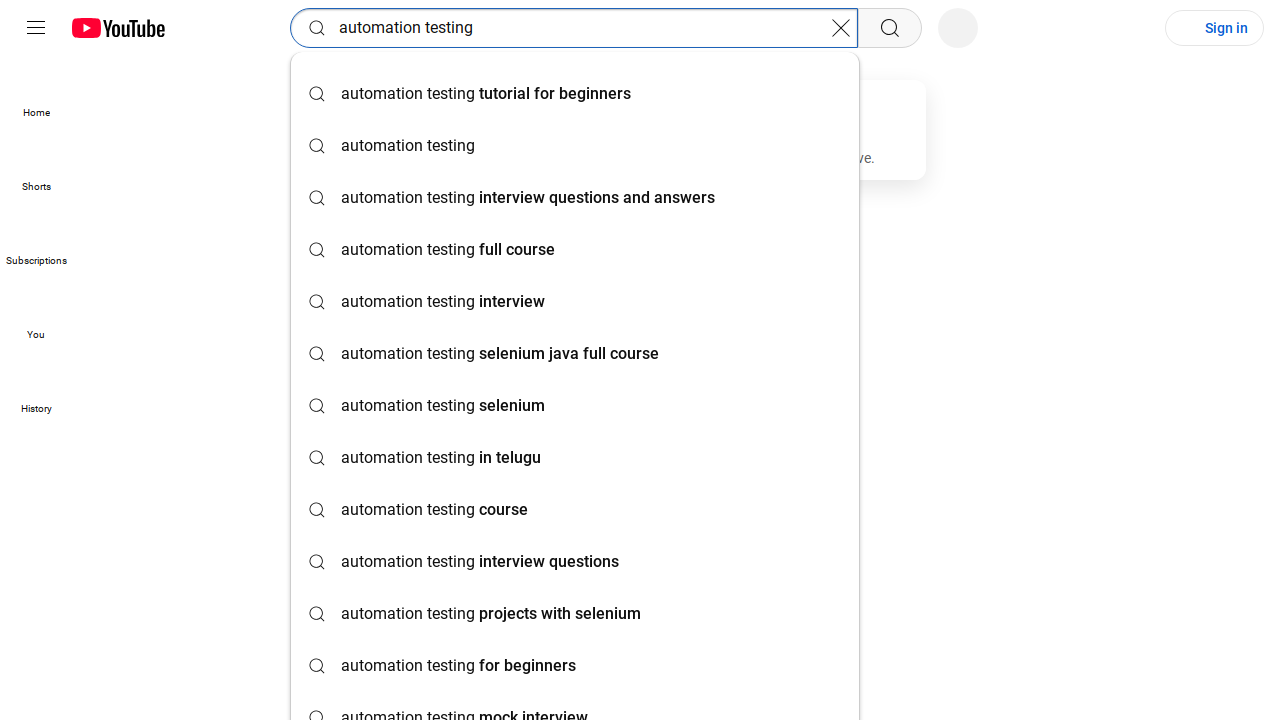 YouTube
automation testing
Sign in
automation testing tutorial for beginners
Home
automation testing
ve.
Shorts
automation testing interview questions and answers
automation testing full course
Subscriptions
automation testing interview
You
automation testing selenium java full course
automation testing selenium
History
automation testing in telugu
automation testing course
automation testing interview questions
automation testing projects with selenium
automation testing for beginners
automation testing mock interview